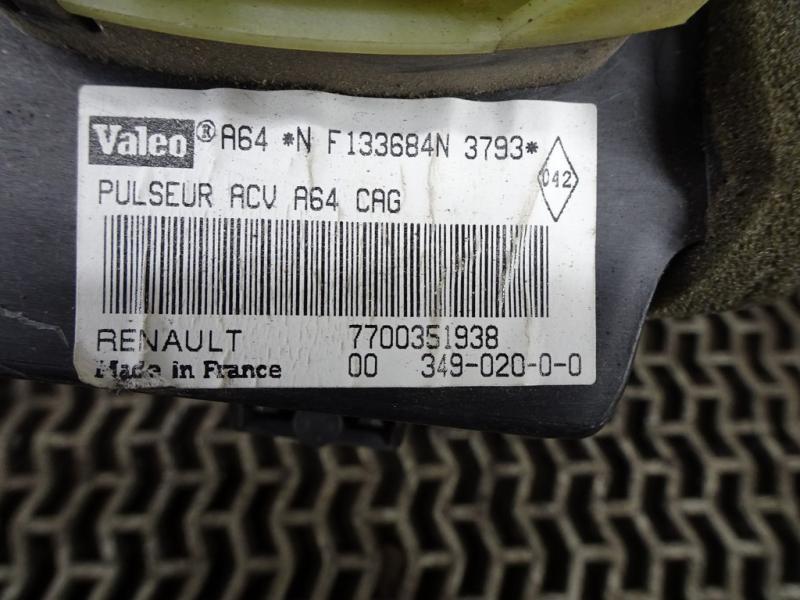 Valeo® A64 *N F133684N 3793*
042
PULSEUR ACV A64 CAG
RENAULT 7700351938
Made in France 00 349-020-0-0